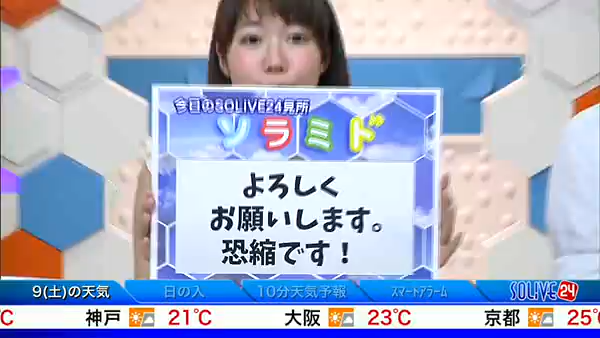 今日のSOLiVE24見所
ソラミド
よろしく
お願いします。
恐縮です！
9(土)の天気 日の入 10分天気予報 スマートアラーム SOLiVE24
℃ 神戸 21℃ 大阪 23℃ 京都 25℃